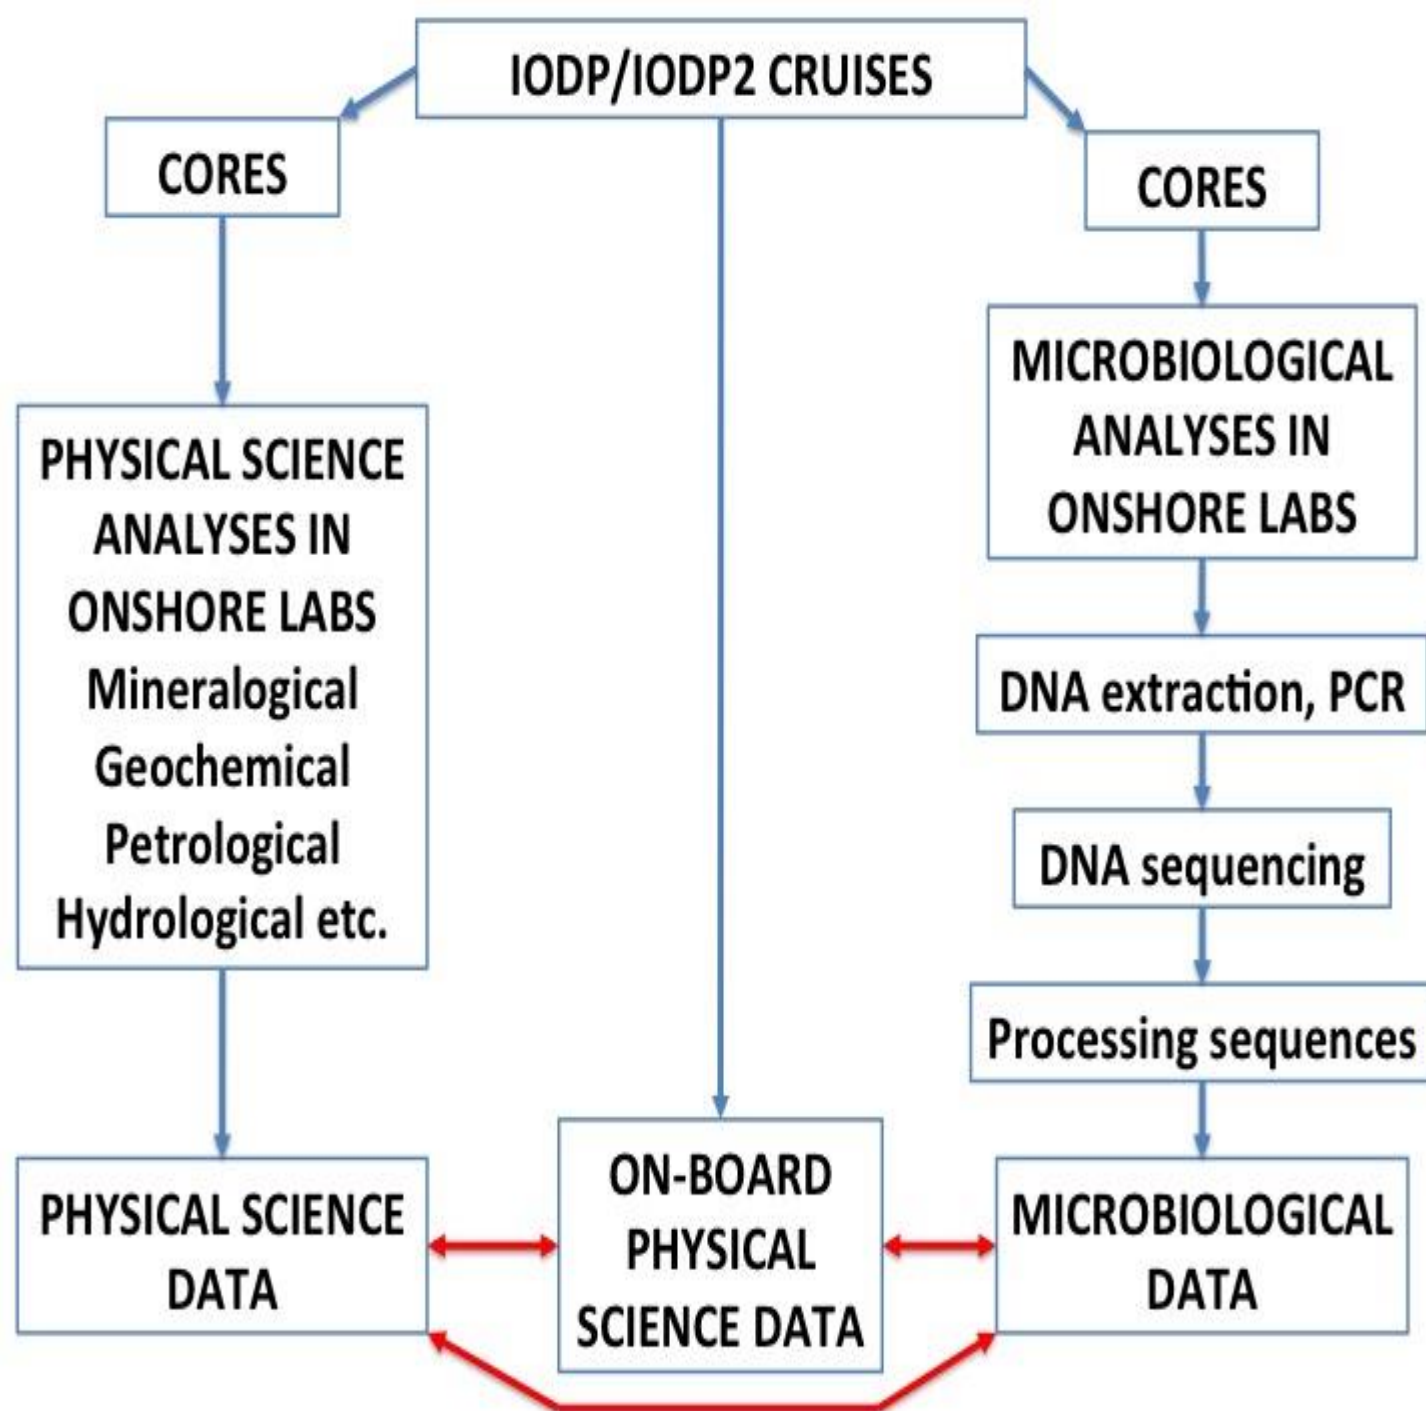 IODP/IODP2 CRUISES
CORES
PHYSICAL SCIENCE
ANALYSES IN
ONSHORE LABS
Mineralogical
Geochemical
Petrological
Hydrological etc.
PHYSICAL SCIENCE
DATA
ON-BOARD
PHYSICAL
SCIENCE DATA
CORES
MICROBIOLOGICAL
ANALYSES IN
ONSHORE LABS
DNA extraction, PCR
DNA sequencing
Processing sequences
MICROBIOLOGICAL
DATA